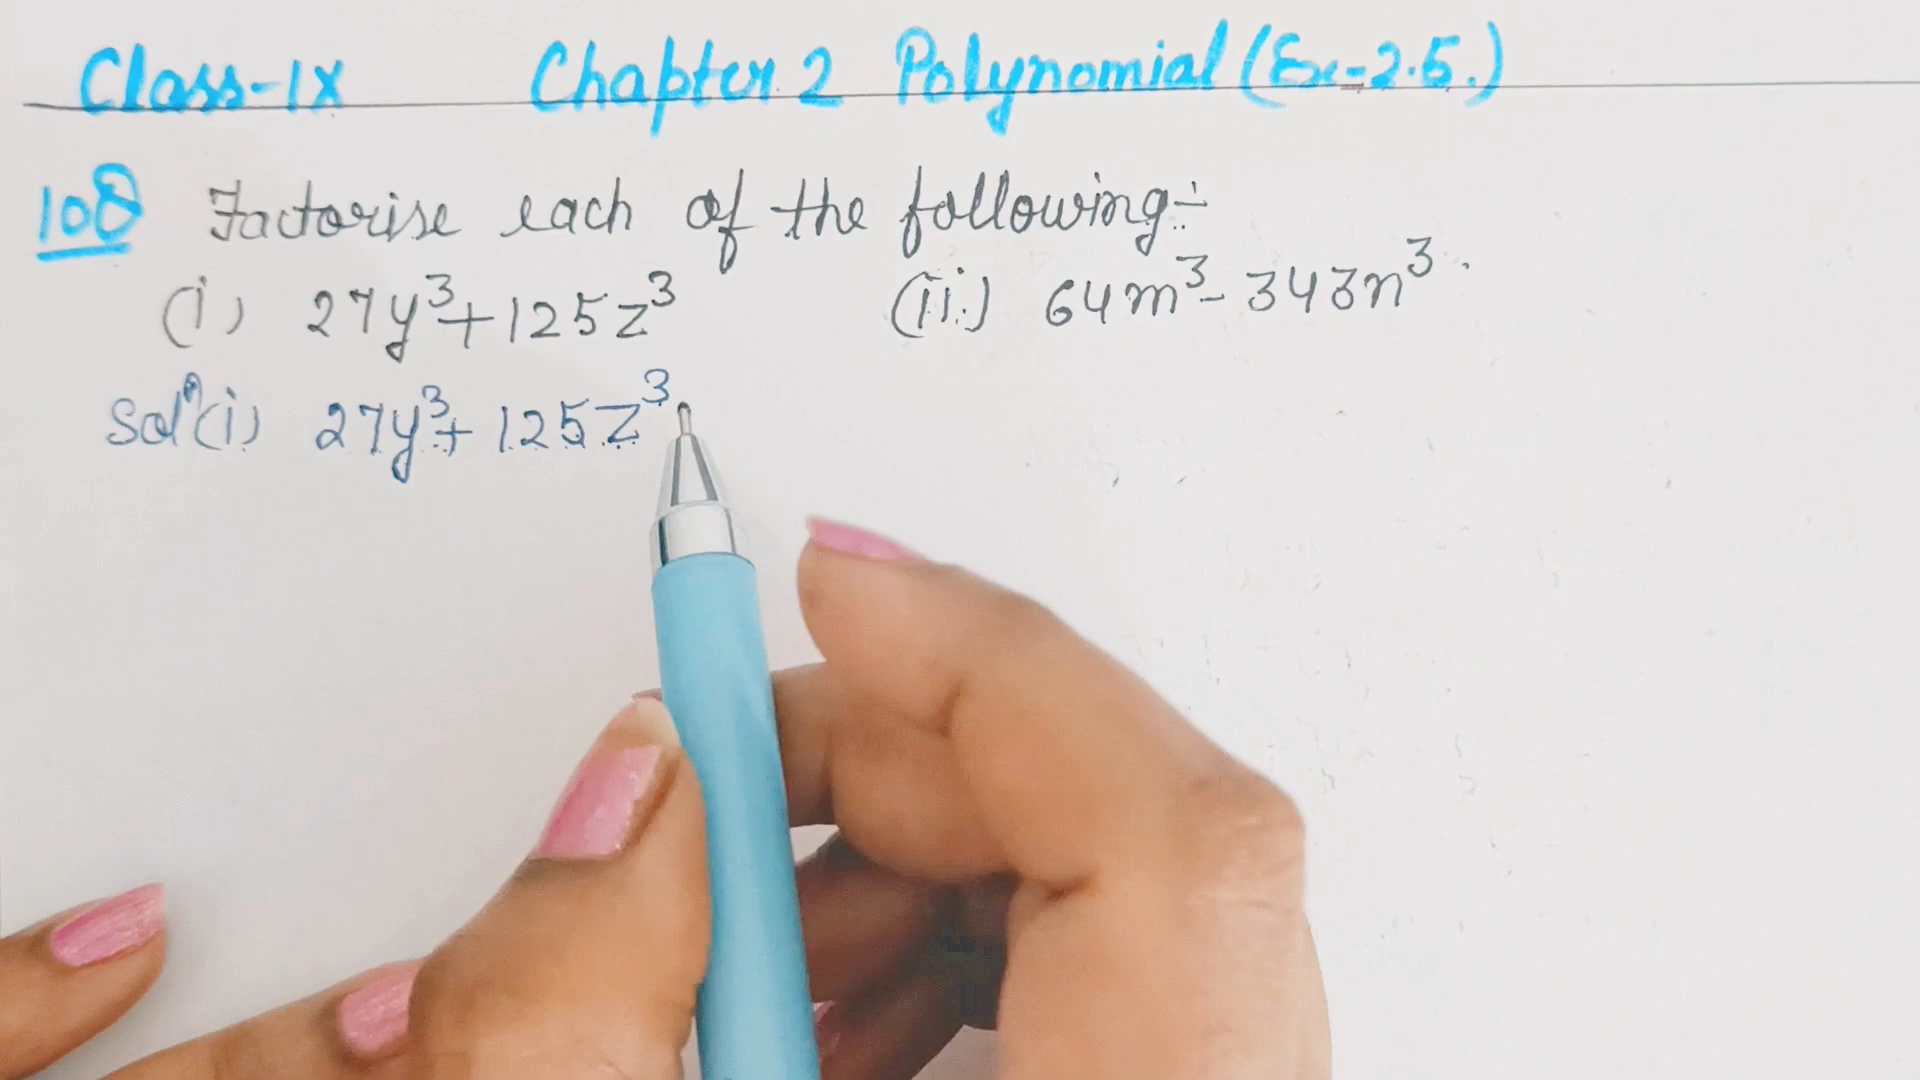 Class-IX Chapter 2 Polynomial (Ex-2.5.)
10Q Factorise each of the following:-
(i) 27y³+125z³ (ii) 64m³-343n³.
Solⁿ(i) 27y³+125z³